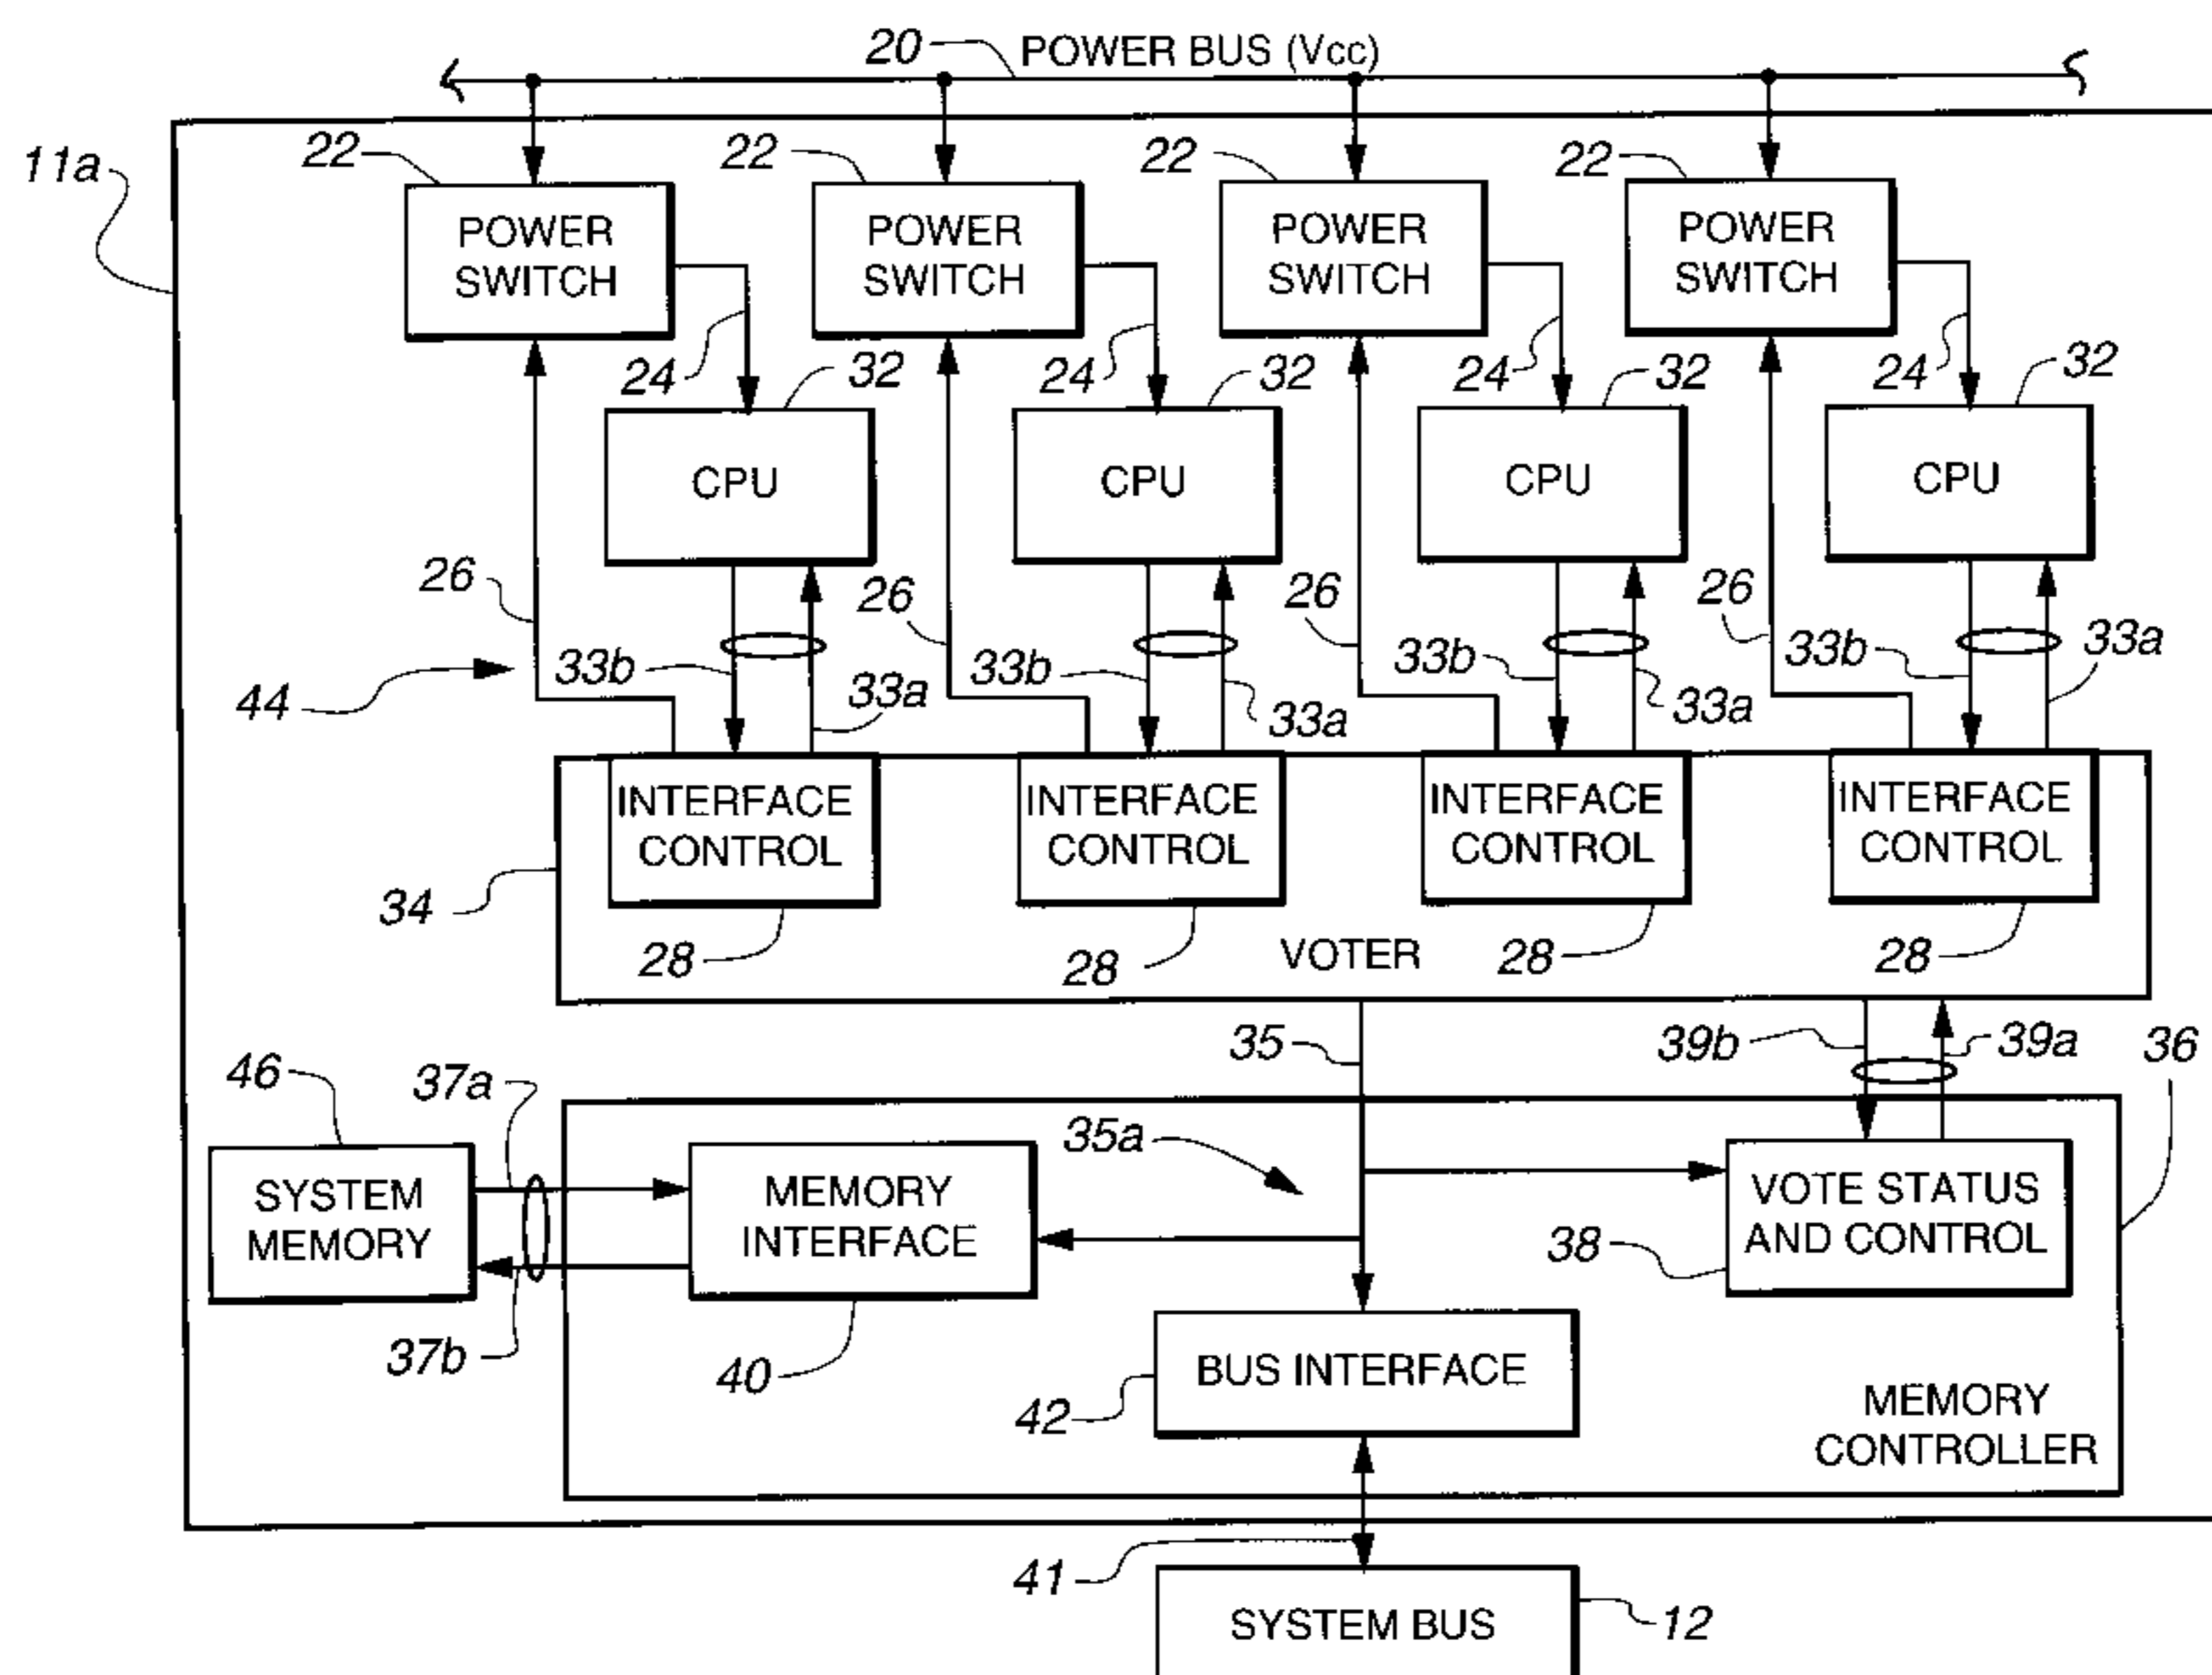 20 POWER BUS (Vcc)
11a 22 22 22 22
POWER SWITCH
POWER SWITCH
POWER SWITCH
POWER SWITCH
24 32 24 32 24 32 24 32
CPU CPU CPU CPU
26 26 26 26
44 33b 33a 33b 33a 33b 33a 33b 33a
INTERFACE CONTROL
INTERFACE CONTROL
INTERFACE CONTROL
INTERFACE CONTROL
34
28 28 VOTER 28 28
35 39b 39a 36
46 37a 35a
SYSTEM MEMORY
MEMORY INTERFACE
VOTE STATUS AND CONTROL
38
37b 40
42 BUS INTERFACE
MEMORY CONTROLLER
41
SYSTEM BUS 12